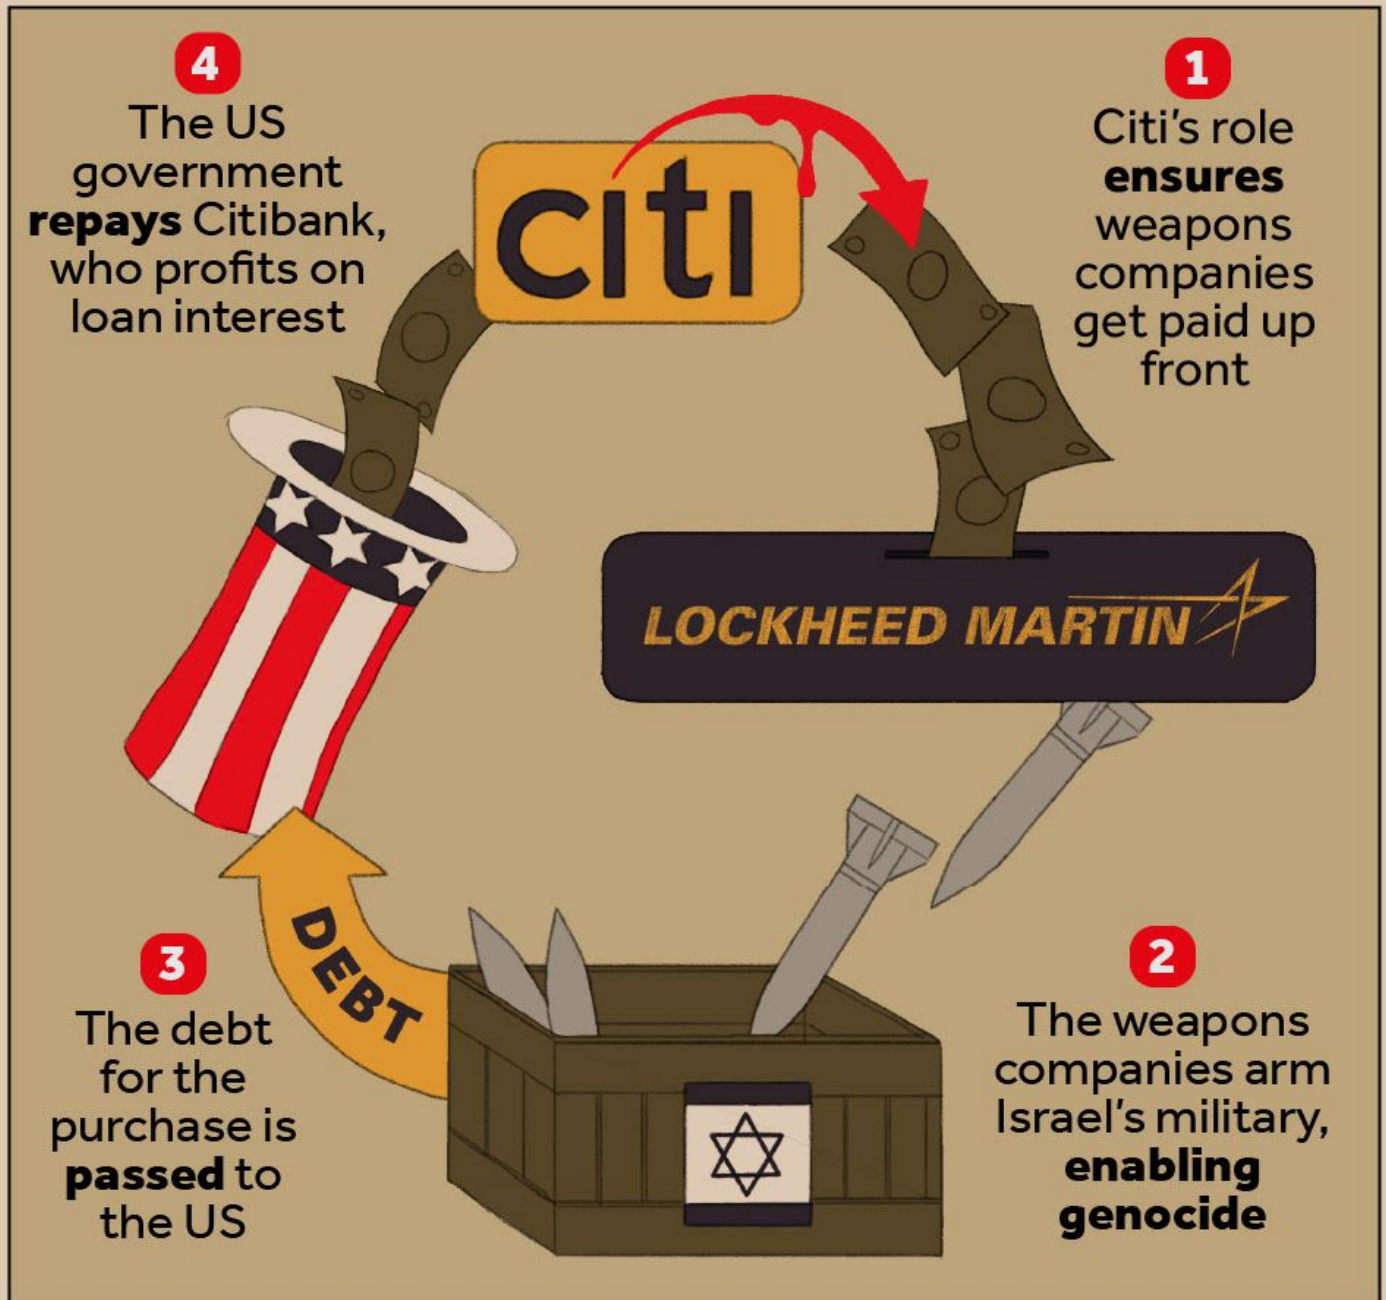 1
Citi's role
ensures
weapons
companies
get paid up
front
2
The weapons
companies arm
Israel's military,
enabling
genocide
3
The debt
for the
purchase is
passed to
the US
4
The US
government
repays Citibank,
who profits on
loan interest
citi
LOCKHEED MARTIN
DEBT